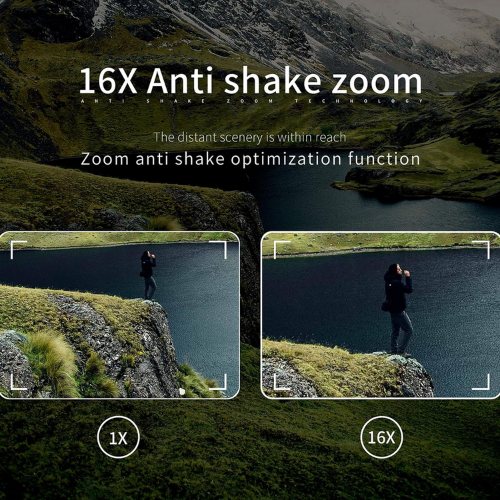 16X Anti shake zoom
ANTI SHAKE ZOOM TECHNOLOGY
The distant scenery is within reach
Zoom anti shake optimization function
1X
16X